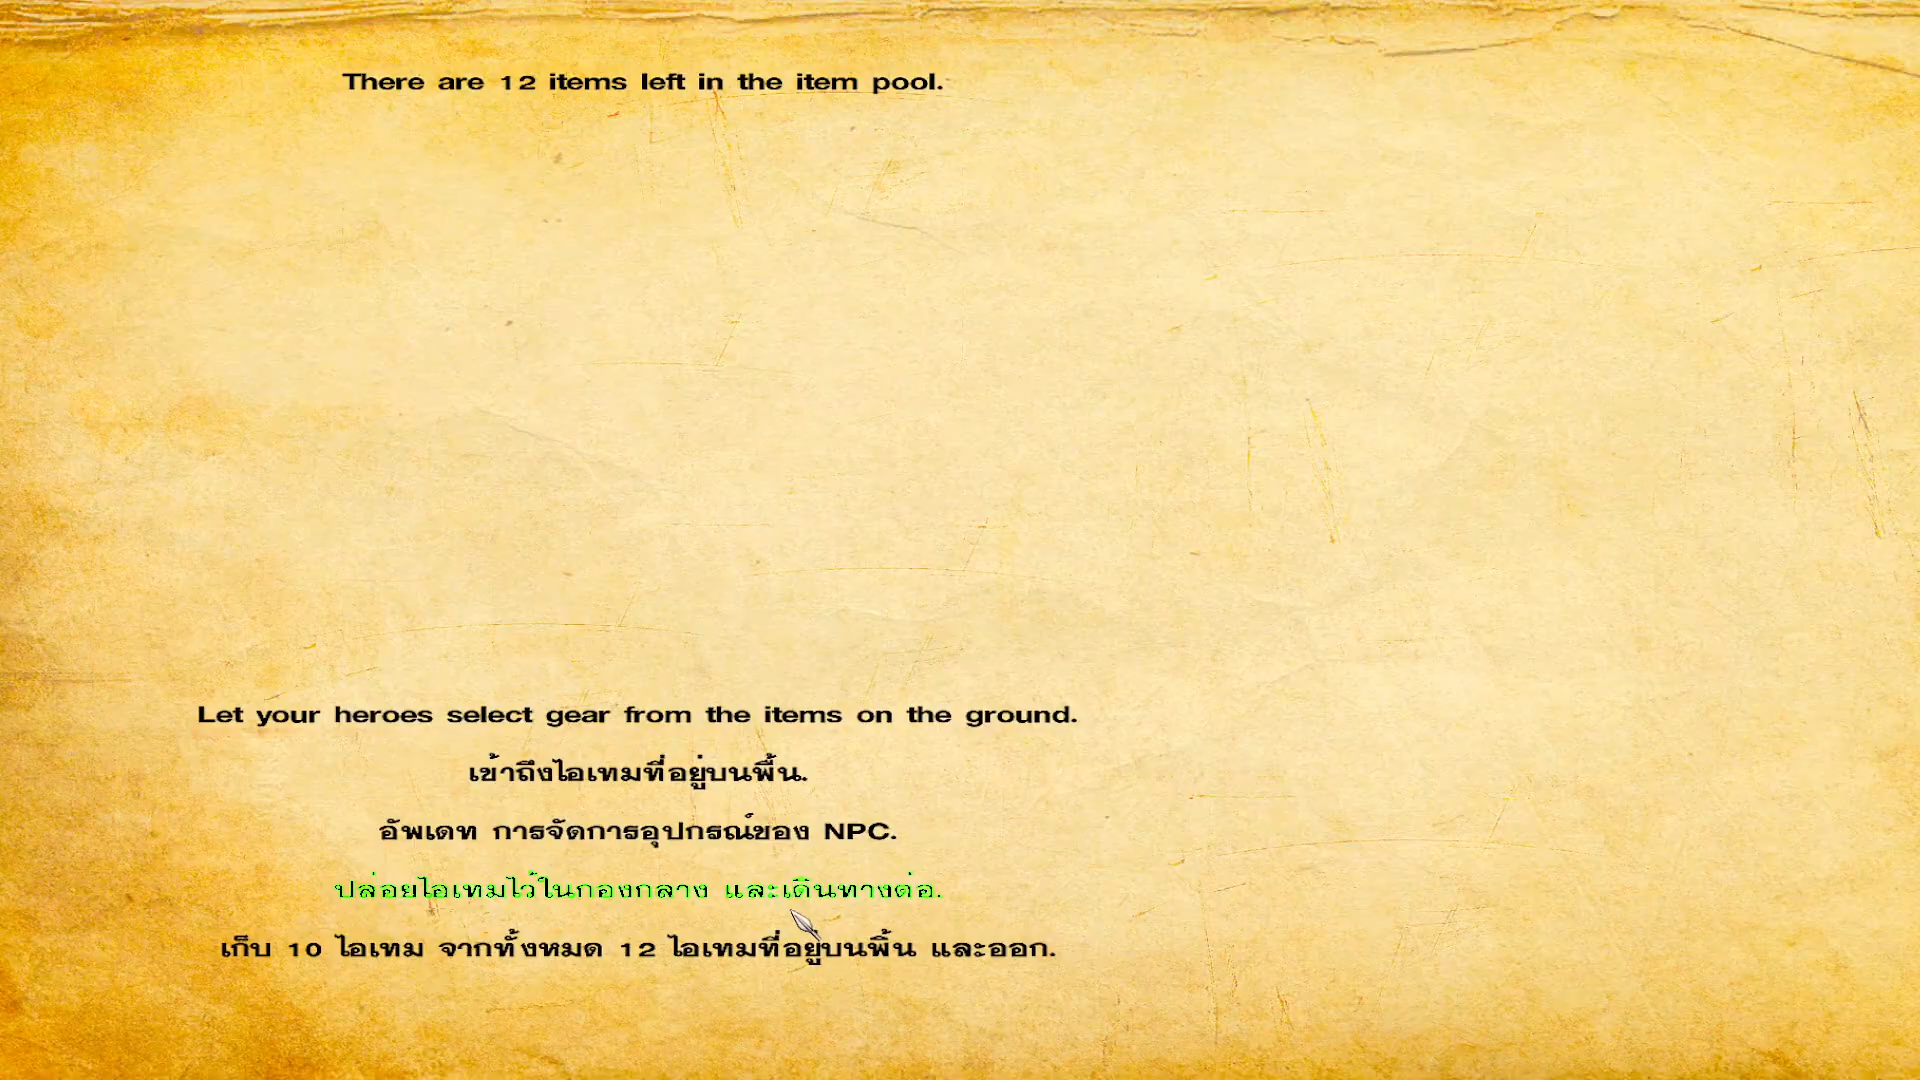 There are 12 items left in the item pool.
Let your heroes select gear from the items on the ground.
เข้าถึงไอเทมที่อยู่บนพื้น.
อัพเดท การจัดการอุปกรณ์ของ NPC.
ปล่อยไอเทมไว้ในกองกลาง และเดินทางต่อ.
เก็บ 10 ไอเทม จากทั้งหมด 12 ไอเทมที่อยู่บนพื้น และออก.